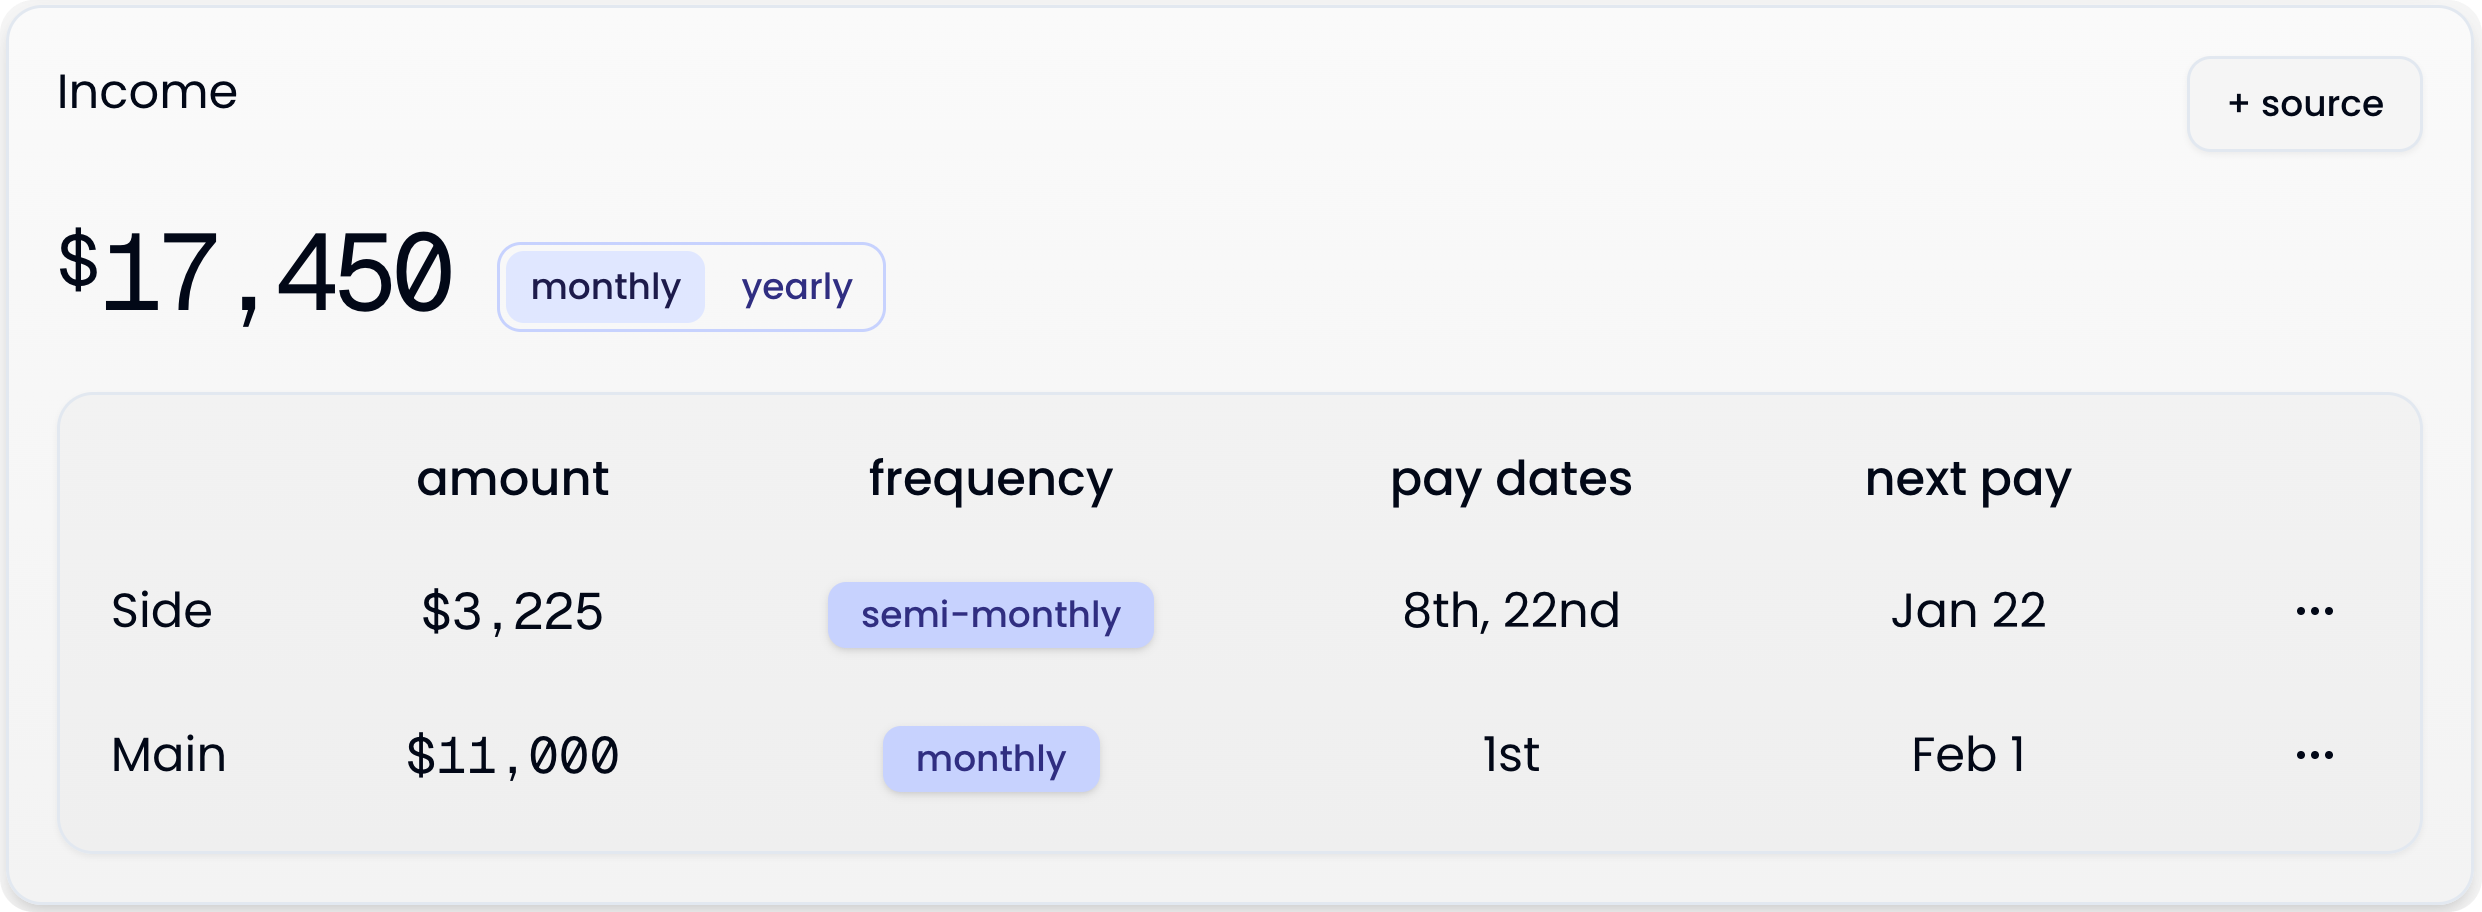 Income
+ source
$17,450 monthly yearly
amount frequency pay dates next pay
Side $3,225 semi-monthly 8th, 22nd Jan 22 ...
Main $11,000 monthly 1st Feb 1 ...